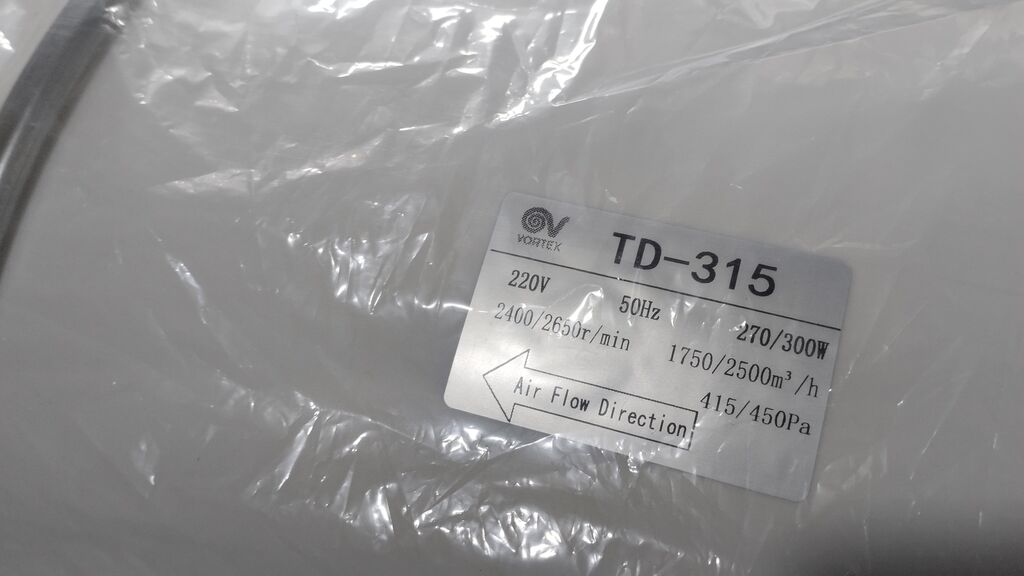 VORTEX
TD-315
220V 50Hz 270/300W
2400/2650r/min 1750/2500m³/h
415/450Pa
Air Flow Direction